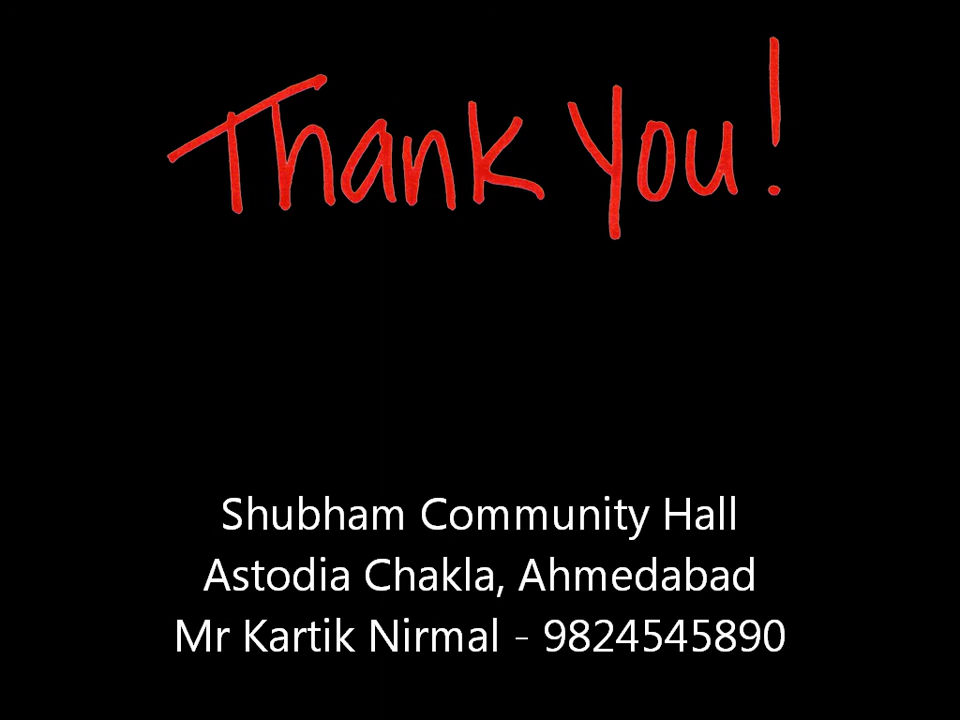 Thank You!
Shubham Community Hall
Astodia Chakla, Ahmedabad
Mr Kartik Nirmal - 9824545890